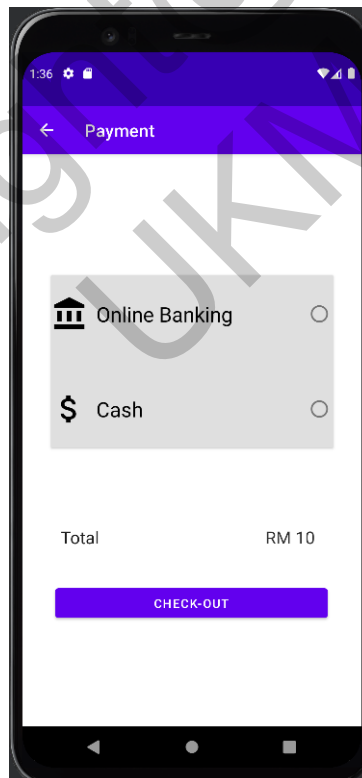 1:36
Payment
Online Banking
$ Cash
Total RM 10
CHECK-OUT
UKM